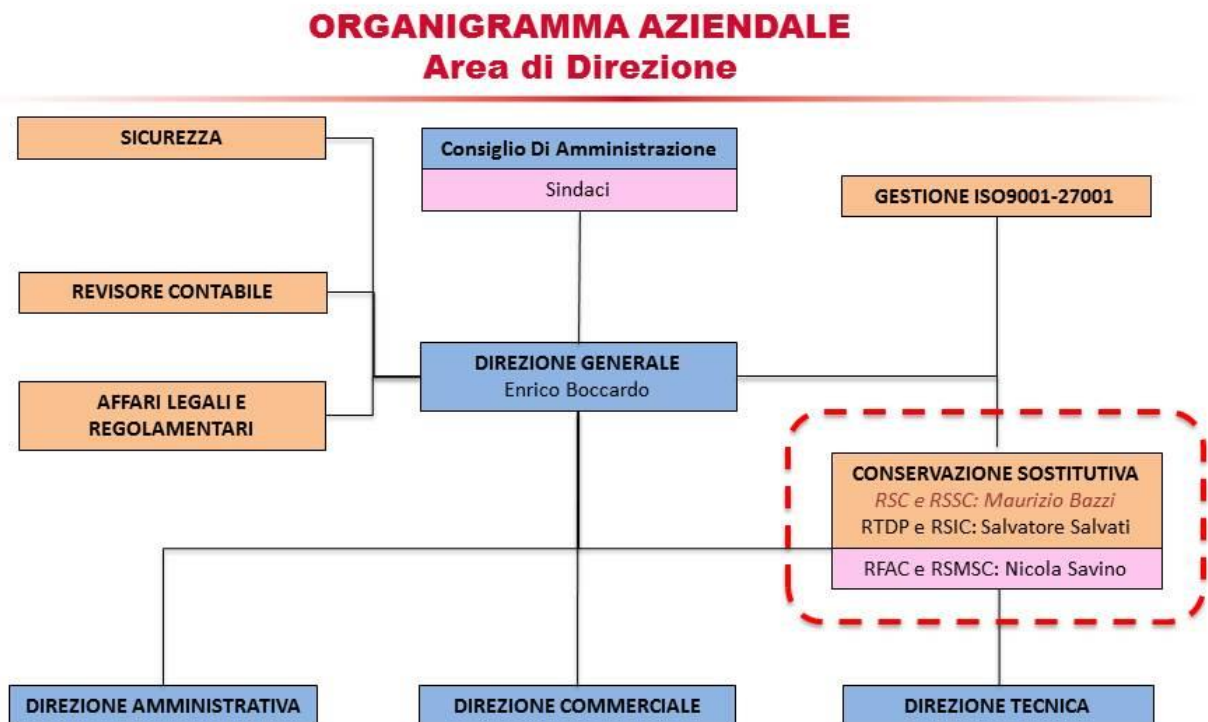 ORGANIGRAMMA AZIENDALE
Area di Direzione
SICUREZZA
Consiglio Di Amministrazione
Sindaci
GESTIONE ISO9001-27001
REVISORE CONTABILE
DIREZIONE GENERALE
Enrico Boccardo
AFFARI LEGALI E
REGOLAMENTARI
CONSERVAZIONE SOSTITUTIVA
RSC e RSSC: Maurizio Bazzi
RTDP e RSIC: Salvatore Salvati
RFAC e RSMSC: Nicola Savino
DIREZIONE AMMINISTRATIVA
DIREZIONE COMMERCIALE
DIREZIONE TECNICA